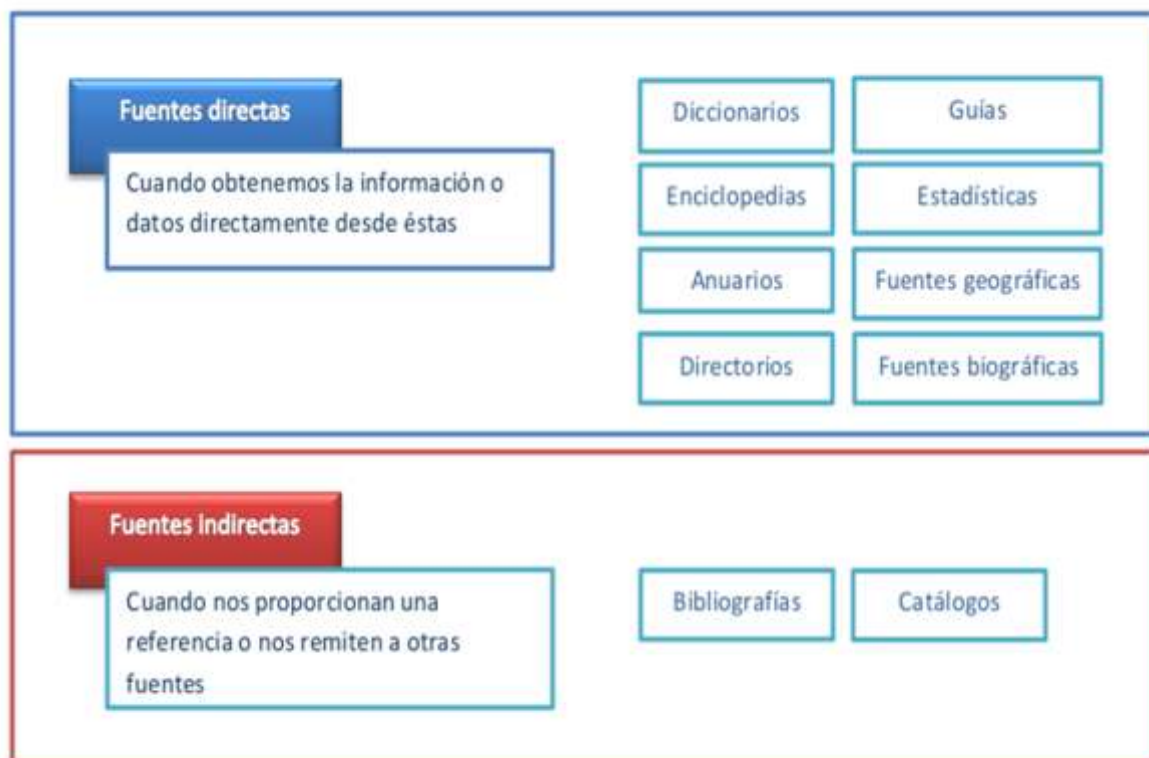 Fuentes directas
Cuando obtenemos la información o
datos directamente desde éstas
Diccionarios
Guías
Enciclopedias
Estadísticas
Anuarios
Fuentes geográficas
Directorios
Fuentes biográficas
Fuentes indirectas
Cuando nos proporcionan una
referencia o nos remiten a otras
fuentes
Bibliografías
Catálogos